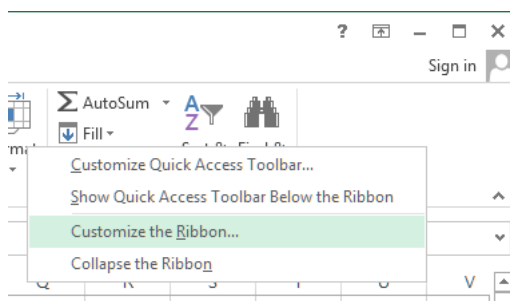 ?
Sign in
AutoSum
Fill
Customize Quick Access Toolbar...
Show Quick Access Toolbar Below the Ribbon
Customize the Ribbon...
Collapse the Ribbon
V